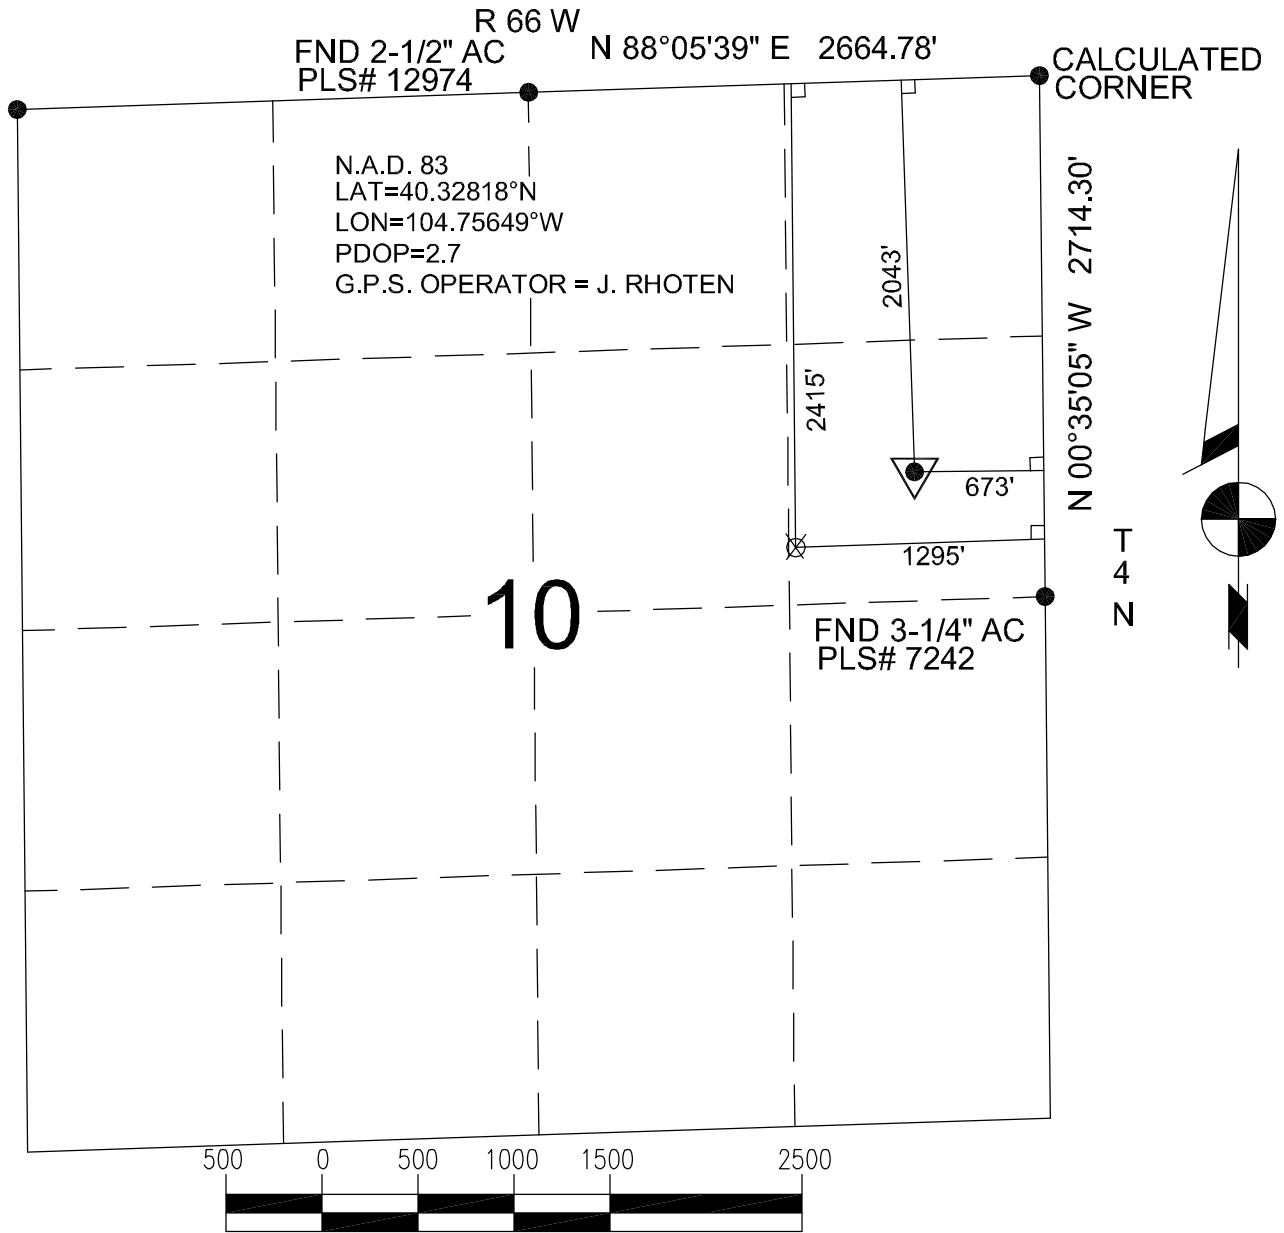 R 66 W
FND 2-1/2" AC
PLS# 12974
N 88°05'39" E 2664.78'
CALCULATED
CORNER
N.A.D. 83
LAT=40.32818°N
LON=104.75649°W
PDOP=2.7
G.P.S. OPERATOR = J. RHOTEN
2043'
N 00°35'05" W 2714.30'
2415'
673'
1295'
T
4
N
10
FND 3-1/4" AC
PLS# 7242
500 0 500 1000 1500 2500